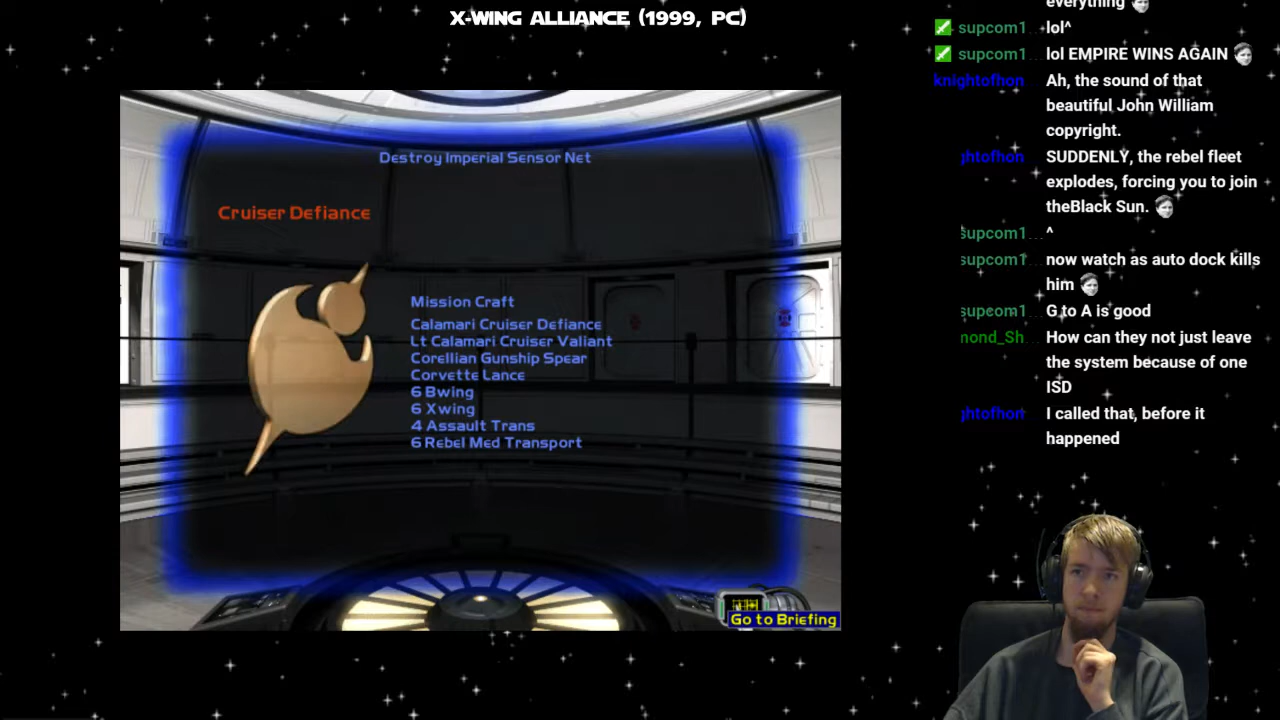 X-WING ALLIANCE (1999, PC)
Destroy Imperial Sensor Net
Cruiser Defiance
Mission Craft
Calamari Cruiser Defiance
Lt Calamari Cruiser Valiant
Corellian Gunship Spear
Corvette Lance
6 Bwing
6 Xwing
4 Assault Trans
6 Rebel Med Transport
Go to Briefing
everything
supcom1... lol^
supcom1... lol EMPIRE WINS AGAIN
knightofhon Ah, the sound of that
beautiful John William
copyright.
ghtofhon SUDDENLY, the rebel fleet
explodes, forcing you to join
theBlack Sun.
supcom1... ^
supcom1... now watch as auto dock kills
him
supcom1... G to A is good
mond_Sh... How can they not just leave
the system because of one
ISD
ghtofhon I called that, before it
happened